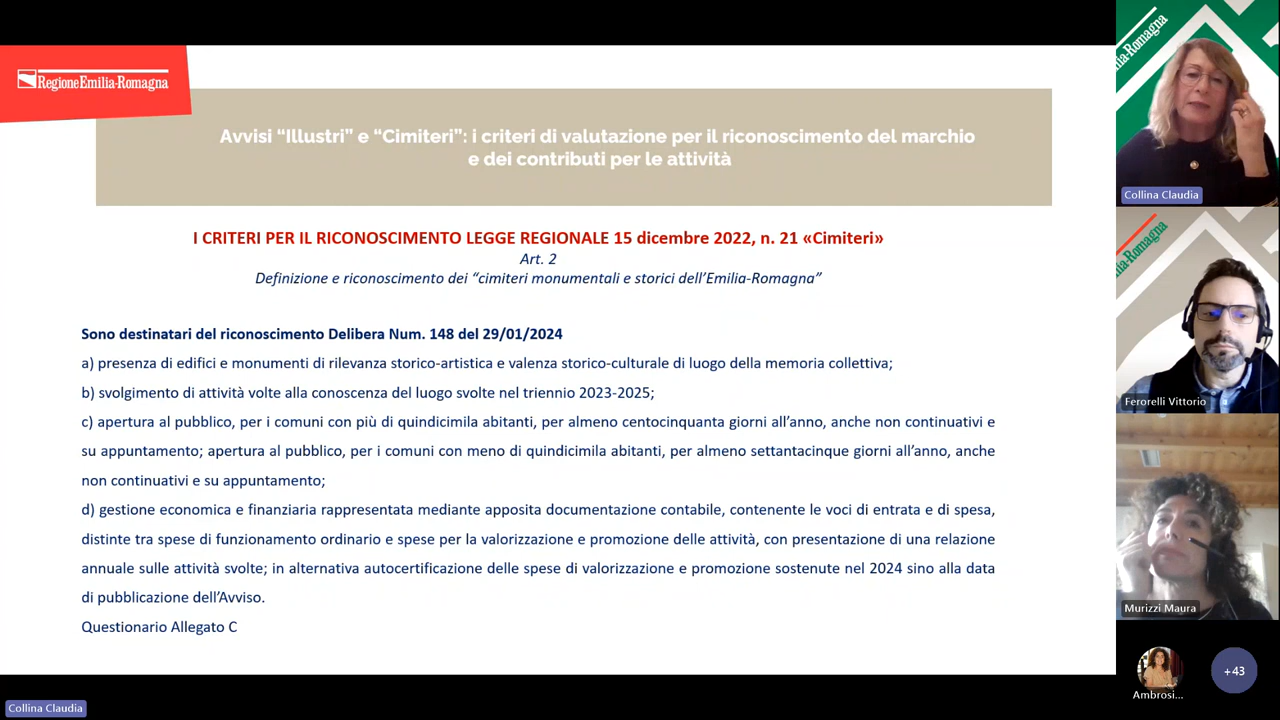 RegioneEmilia-Romagna
Avvisi “Illustri” e “Cimiteri”: i criteri di valutazione per il riconoscimento del marchio
e dei contributi per le attività
I CRITERI PER IL RICONOSCIMENTO LEGGE REGIONALE 15 dicembre 2022, n. 21 «Cimiteri»
Art. 2
Definizione e riconoscimento dei “cimiteri monumentali e storici dell’Emilia-Romagna”
Sono destinatari del riconoscimento Delibera Num. 148 del 29/01/2024
a) presenza di edifici e monumenti di rilevanza storico-artistica e valenza storico-culturale di luogo della memoria collettiva;
b) svolgimento di attività volte alla conoscenza del luogo svolte nel triennio 2023-2025;
c) apertura al pubblico, per i comuni con più di quindicimila abitanti, per almeno centocinquanta giorni all’anno, anche non continuativi e
su appuntamento; apertura al pubblico, per i comuni con meno di quindicimila abitanti, per almeno settantacinque giorni all’anno, anche
non continuativi e su appuntamento;
d) gestione economica e finanziaria rappresentata mediante apposita documentazione contabile, contenente le voci di entrata e di spesa,
distinte tra spese di funzionamento ordinario e spese per la valorizzazione e promozione delle attività, con presentazione di una relazione
annuale sulle attività svolte; in alternativa autocertificazione delle spese di valorizzazione e promozione sostenute nel 2024 sino alla data
di pubblicazione dell’Avviso.
Questionario Allegato C
Collina Claudia
ilia-Romagna
Collina Claudia
ilia-Romagna
Ferorelli Vittorio
Murizzi Maura
Ambrosi...
+43